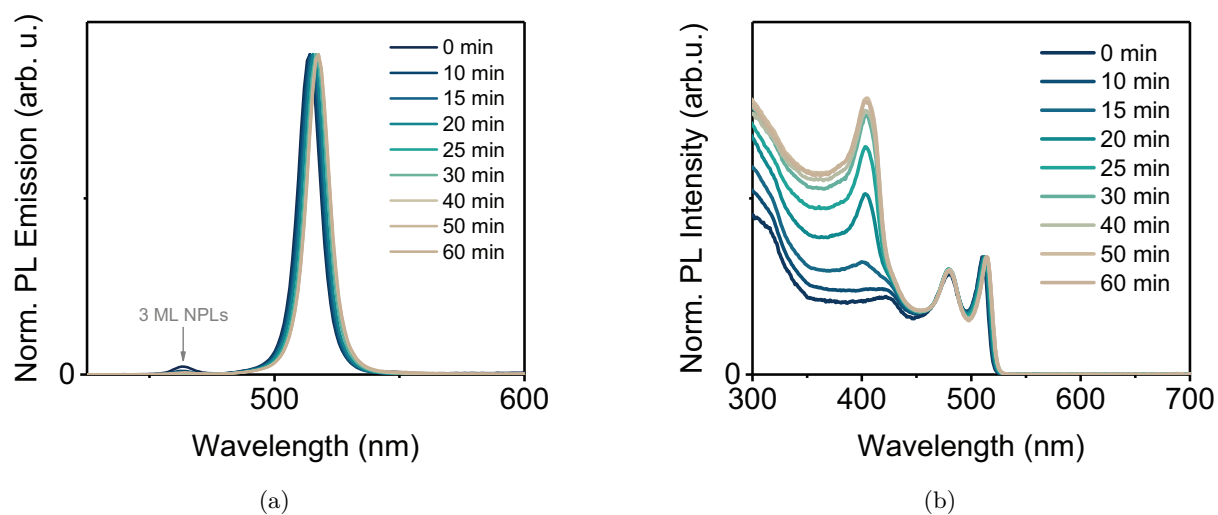 Norm. PL Emission (arb. u.)
0
0 min
10 min
15 min
20 min
25 min
30 min
40 min
50 min
60 min
3 ML NPLs
500
600
Wavelength (nm)
(a)
Norm. PL Intensity (arb.u.)
0
0 min
10 min
15 min
20 min
25 min
30 min
40 min
50 min
60 min
300
400
500
600
700
Wavelength (nm)
(b)